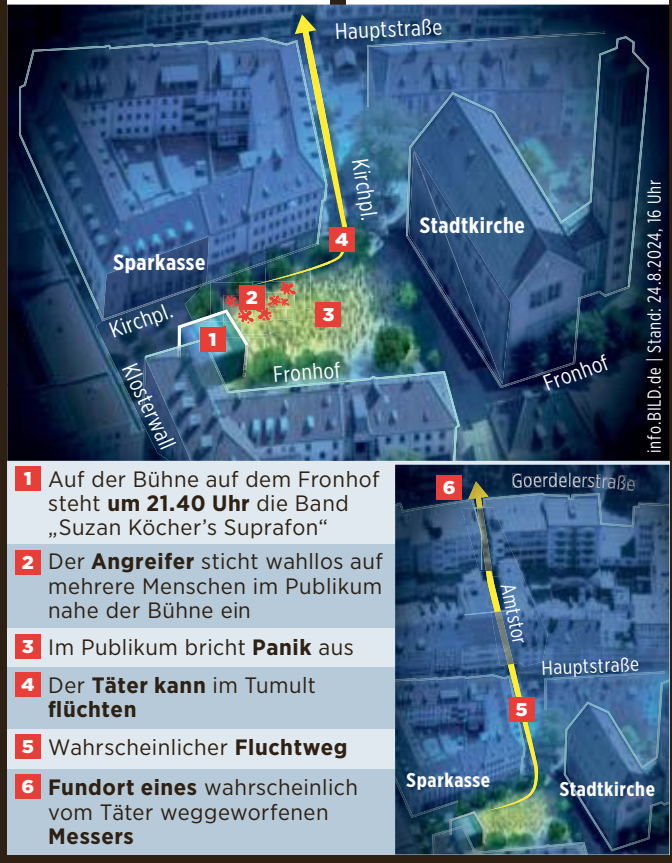 Hauptstraße
Kirchpl.
4
Stadtkirche
Sparkasse
2
3
Kirchpl.
1
Fronhof
Klosterwall
Fronhof
info.BILD.de | Stand: 24.8.2024, 16 Uhr
1 Auf der Bühne auf dem Fronhof
steht um 21.40 Uhr die Band
„Suzan Köcher’s Suprafon“
2 Der Angreifer sticht wahllos auf
mehrere Menschen im Publikum
nahe der Bühne ein
3 Im Publikum bricht Panik aus
4 Der Täter kann im Tumult
flüchten
5 Wahrscheinlicher Fluchtweg
6 Fundort eines wahrscheinlich
vom Täter weggeworfenen
Messers
6
Goerdelerstraße
Amtstor
Hauptstraße
5
Sparkasse
Stadtkirche